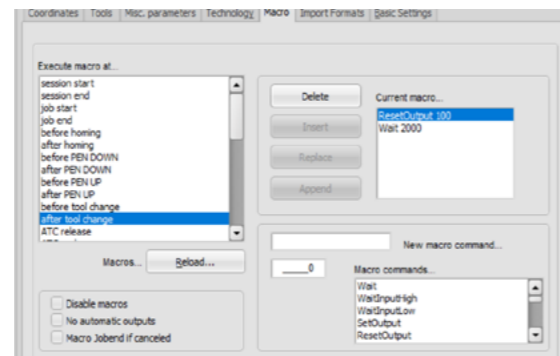 Coordinates Tools Misc. parameters Technology Macro Import Formats Basic Settings
Execute macro at...
session start
session end
job start
job end
before homing
after homing
before PEN DOWN
after PEN DOWN
before PEN UP
after PEN UP
before tool change
after tool change
ATC release
Macros... Reload...
Disable macros
No automatic outputs
Macro Jobend if canceled
Delete
Insert
Replace
Append
Current macro...
ResetOutput 100
Wait 2000
New macro command...
_____0
Macro commands...
Wait
WaitInputHigh
WaitInputLow
SetOutput
ResetOutput